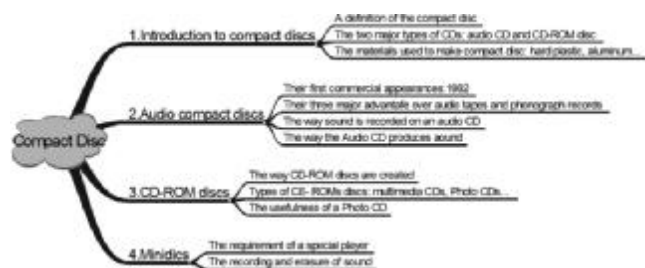 Compact Disc
1.Introduction to compact discs
A definition of the compact disc
The two major types of CDs: audio CD and CD-ROM disc
The materials used to make compact disc: hard plastic, aluminum...
2.Audio compact discs
Their first commercial appearances: 1982
Their three major advantale over audio tapes and phonograph records
The way sound is recorded on an audio CD
The way the Audio CD produces aound
3.CD-ROM discs
The way CD-ROM discs are created
Types of CE- ROMs discs: multimedia CDs, Photo CDs...
The usefulness of a Photo CD
4.Minidics
The requirement of a special player
The recording and erasure of sound